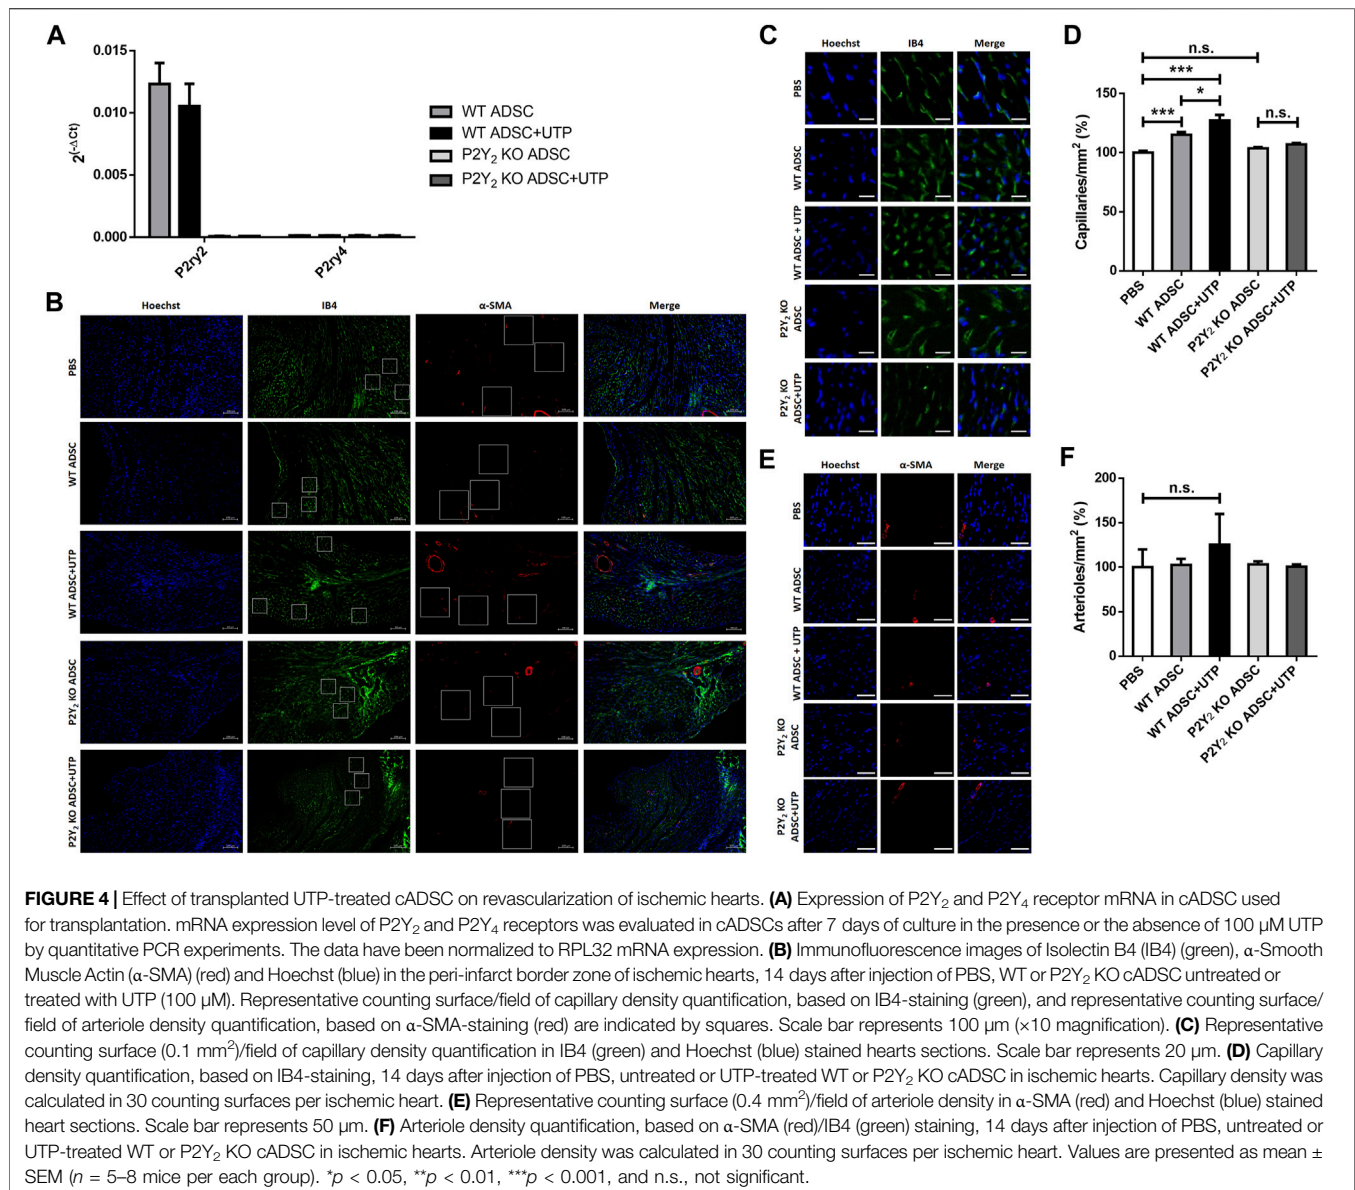 A
0.015
0.010
0.005
0.000
2(-ΔCt)
P2ry2
P2ry4
WT ADSC
WT ADSC+UTP
P2Y2 KO ADSC
P2Y2 KO ADSC+UTP
B
Hoechst IB4 α-SMA Merge
PBS
WT ADSC
WT ADSC+UTP
P2Y2 KO ADSC
P2Y2 KO ADSC+UTP
C
Hoechst IB4 Merge
PBS
WT ADSC
WT ADSC + UTP
P2Y2 KO
ADSC
P2Y2 KO
ADSC+UTP
D
n.s.
***
*
***
n.s.
150
100
50
0
Capillaries/mm2 (%)
PBS
WT ADSC
WT ADSC+UTP
P2Y2 KO ADSC
P2Y2 KO ADSC+UTP
E
Hoechst α-SMA Merge
PBS
WT ADSC
WT ADSC + UTP
P2Y2 KO
ADSC
P2Y2 KO
ADSC+UTP
F
200
150
100
50
0
n.s.
Arterioles/mm2 (%)
PBS
WT ADSC
WT ADSC+UTP
P2Y2 KO ADSC
P2Y2 KO ADSC+UTP
FIGURE 4 | Effect of transplanted UTP-treated cADSC on revascularization of ischemic hearts. (A) Expression of P2Y2 and P2Y4 receptor mRNA in cADSC used
for transplantation. mRNA expression level of P2Y2 and P2Y4 receptors was evaluated in cADSCs after 7 days of culture in the presence or the absence of 100 µM UTP
by quantitative PCR experiments. The data have been normalized to RPL32 mRNA expression. (B) Immunofluorescence images of Isolectin B4 (IB4) (green), α-Smooth
Muscle Actin (α-SMA) (red) and Hoechst (blue) in the peri-infarct border zone of ischemic hearts, 14 days after injection of PBS, WT or P2Y2 KO cADSC untreated or
treated with UTP (100 µM). Representative counting surface/field of capillary density quantification, based on IB4-staining (green), and representative counting surface/
field of arteriole density quantification, based on α-SMA-staining (red) are indicated by squares. Scale bar represents 100 µm (×10 magnification). (C) Representative
counting surface (0.1 mm2)/field of capillary density quantification in IB4 (green) and Hoechst (blue) stained hearts sections. Scale bar represents 20 µm. (D) Capillary
density quantification, based on IB4-staining, 14 days after injection of PBS, untreated or UTP-treated WT or P2Y2 KO cADSC in ischemic hearts. Capillary density was
calculated in 30 counting surfaces per ischemic heart. (E) Representative counting surface (0.4 mm2)/field of arteriole density in α-SMA (red) and Hoechst (blue) stained
heart sections. Scale bar represents 50 µm. (F) Arteriole density quantification, based on α-SMA (red)/IB4 (green) staining, 14 days after injection of PBS, untreated or
UTP-treated WT or P2Y2 KO cADSC in ischemic hearts. Arteriole density was calculated in 30 counting surfaces per ischemic heart. Values are presented as mean ±
SEM (n = 5–8 mice per each group). *p < 0.05, **p < 0.01, ***p < 0.001, and n.s., not significant.